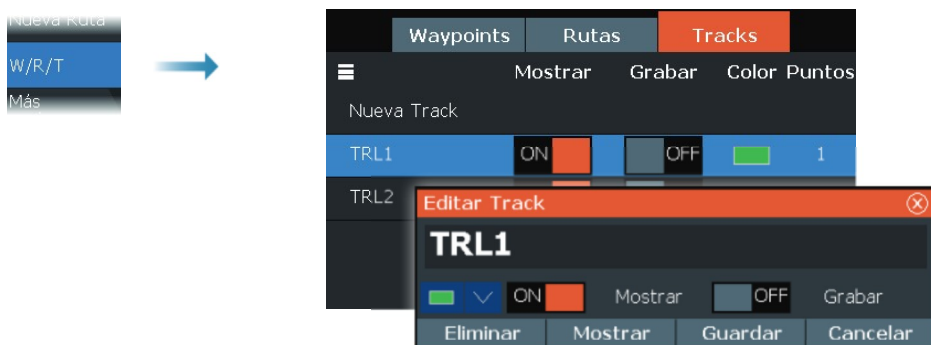 Nueva Ruta
W/R/T
Más
Waypoints Rutas Tracks
Mostrar Grabar Color Puntos
Nueva Track
TRL1 ON OFF 1
TRL2
Editar Track
TRL1
ON Mostrar OFF Grabar
Eliminar Mostrar Guardar Cancelar